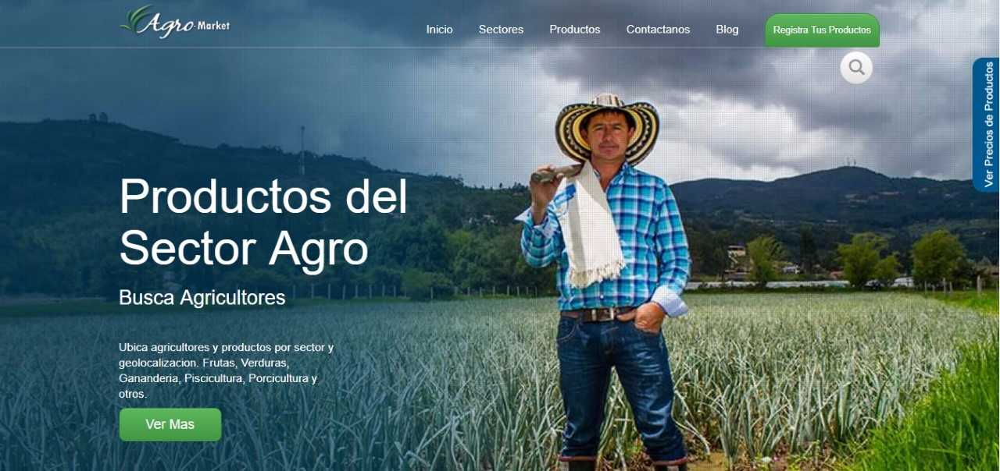 Agro-Market
Inicio
Sectores
Productos
Contactanos
Blog
Registra Tus Productos
Ver Precios de Productos
Productos del
Sector Agro
Busca Agricultores
Ubica agricultores y productos por sector y
geolocalizacion. Frutas, Verduras,
Gananderia, Piscicultura, Porcicultura y
otros.
Ver Mas